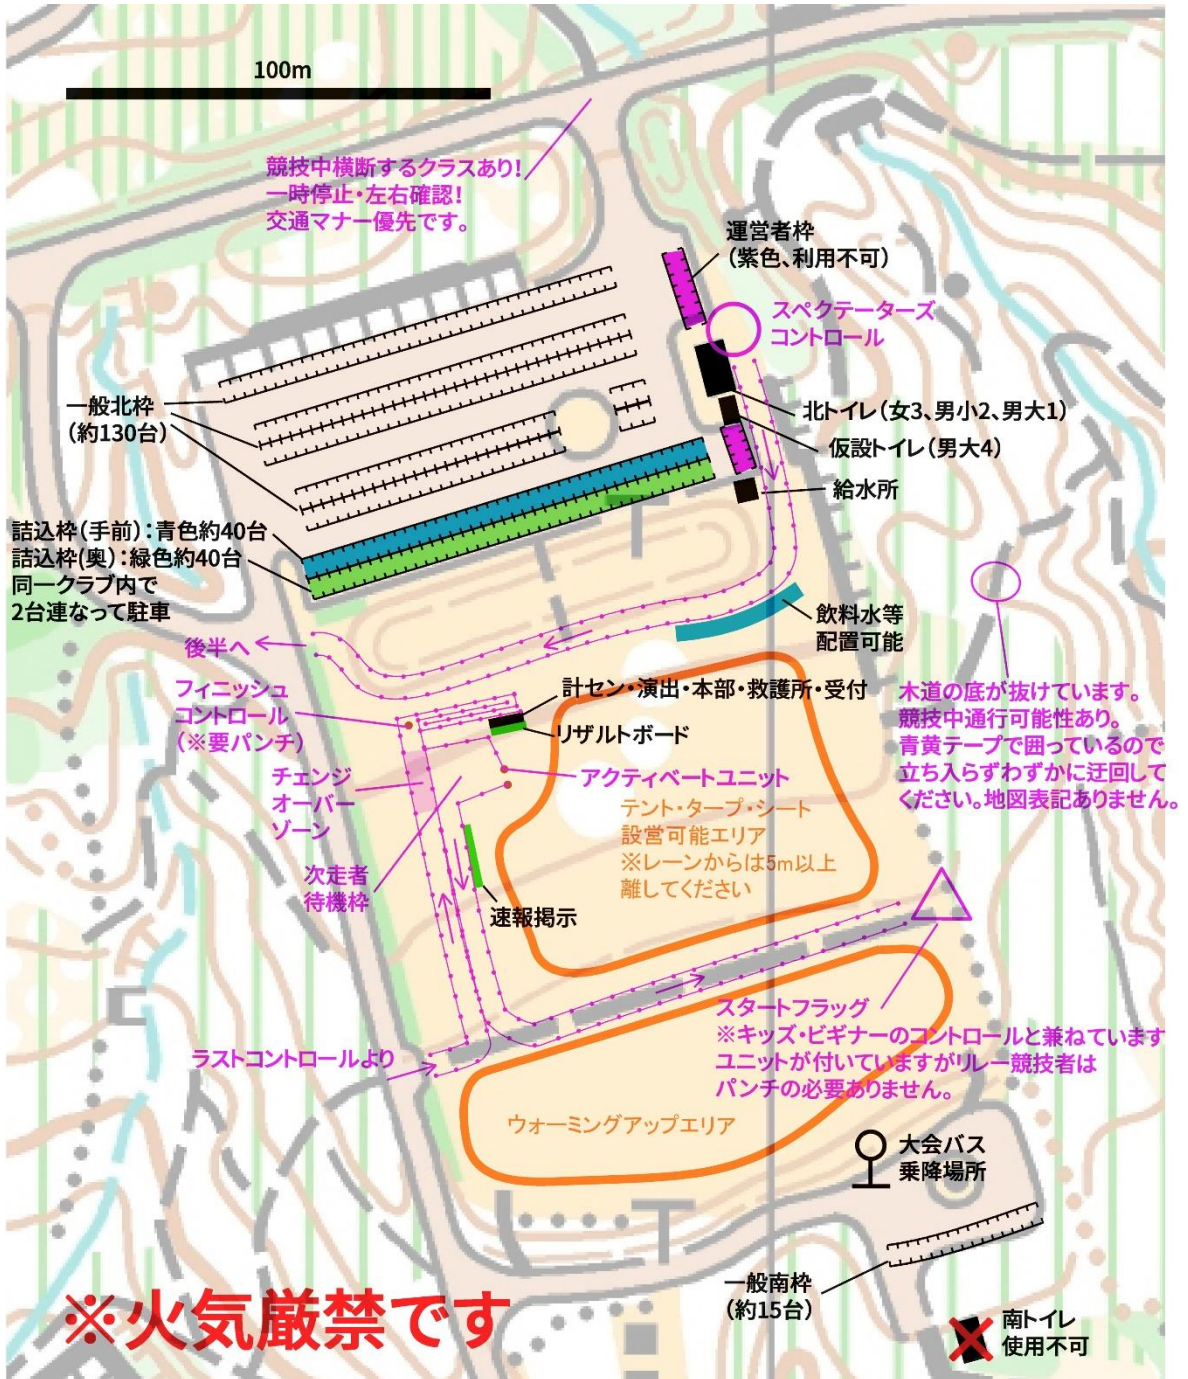 100m
競技中横断するクラスあり!
一時停止・左右確認!
交通マナー優先です。
運営者枠
(紫色、利用不可)
スペクテーターズ
コントロール
一般北枠
(約130台)
北トイレ(女3、男小2、男大1)
仮設トイレ(男大4)
給水所
詰込枠(手前):青色約40台
詰込枠(奥):緑色約40台
同一クラブ内で
2台連なって駐車
飲料水等
配置可能
後半へ
フィニッシュ
コントロール
(※要パンチ)
計セン・演出・本部・救護所・受付
リザルトボード
木道の底が抜けています。
競技中通行可能性あり。
青黄テープで囲っているので
立ち入らずわずかに迂回して
ください。地図表記ありません。
チェンジ
オーバー
ゾーン
アクティベートユニット
テント・タープ・シート
設営可能エリア
※レーンからは5m以上
離してください
次走者
待機枠
速報掲示
スタートフラッグ
※キッズ・ビギナーのコントロールと兼ねています
ユニットが付いていますがリレー競技者は
パンチの必要ありません。
ラストコントロールより
ウォーミングアップエリア
大会バス
乗降場所
一般南枠
(約15台)
※火気厳禁です
南トイレ
使用不可